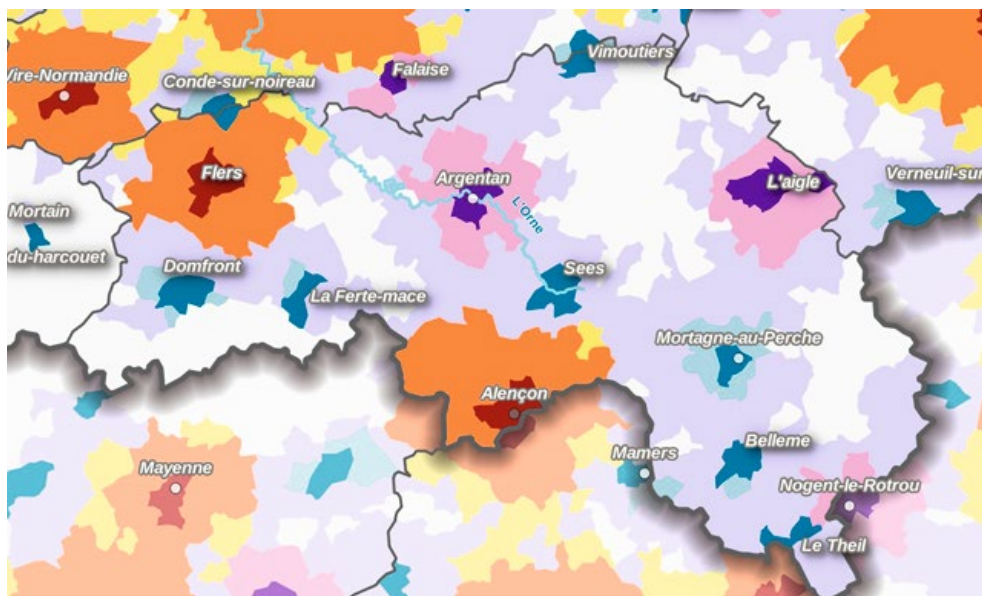 Vimoutiers
Falaise
Vire-Normandie
Conde-sur-noireau
Flers
Argentan
L'aigle
Verneuil-sur
L'Orne
Mortain
du-harcouet
Domfront
Sees
La Ferte-mace
Mortagne-au-Perche
Alençon
Belleme
Mamers
Mayenne
Nogent-le-Rotrou
Le Theil